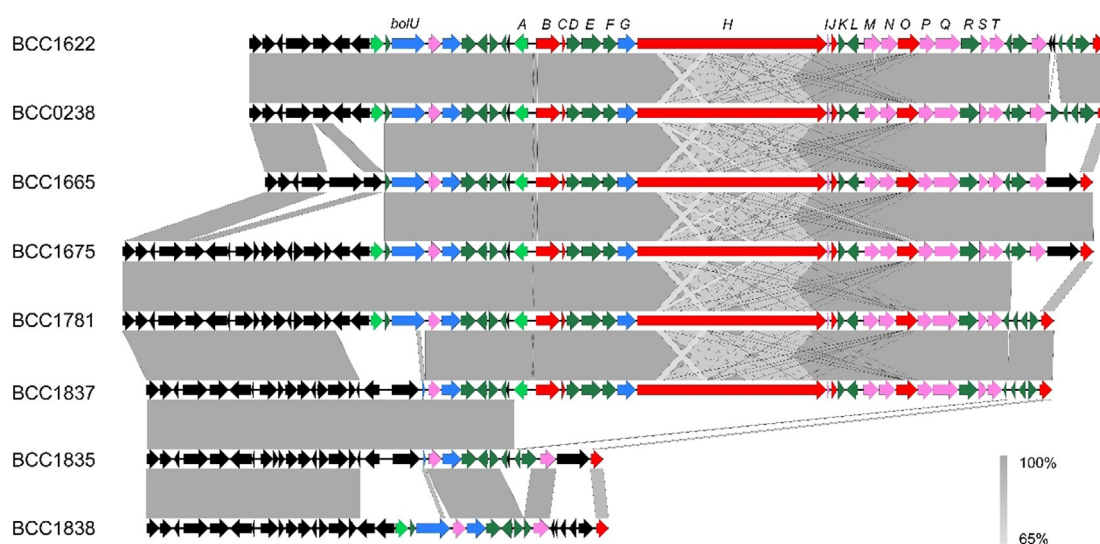 bolU A B C D E F G H I J K L M N O P Q R S T
BCC1622
BCC0238
BCC1665
BCC1675
BCC1781
BCC1837
BCC1835
BCC1838
100%
65%